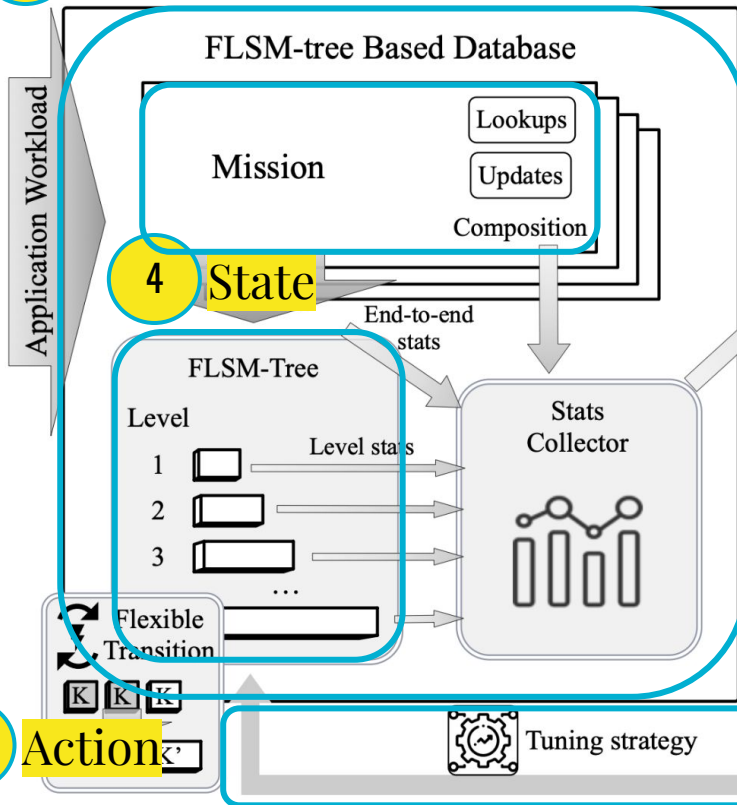 FLSM-tree Based Database
Application Workload
Mission
Lookups
Updates
Composition
4
State
End-to-end
stats
FLSM-Tree
Level
Level stats
1
2
3
...
Stats
Collector
Flexible
Transition
K K K
K'
Action
Tuning strategy